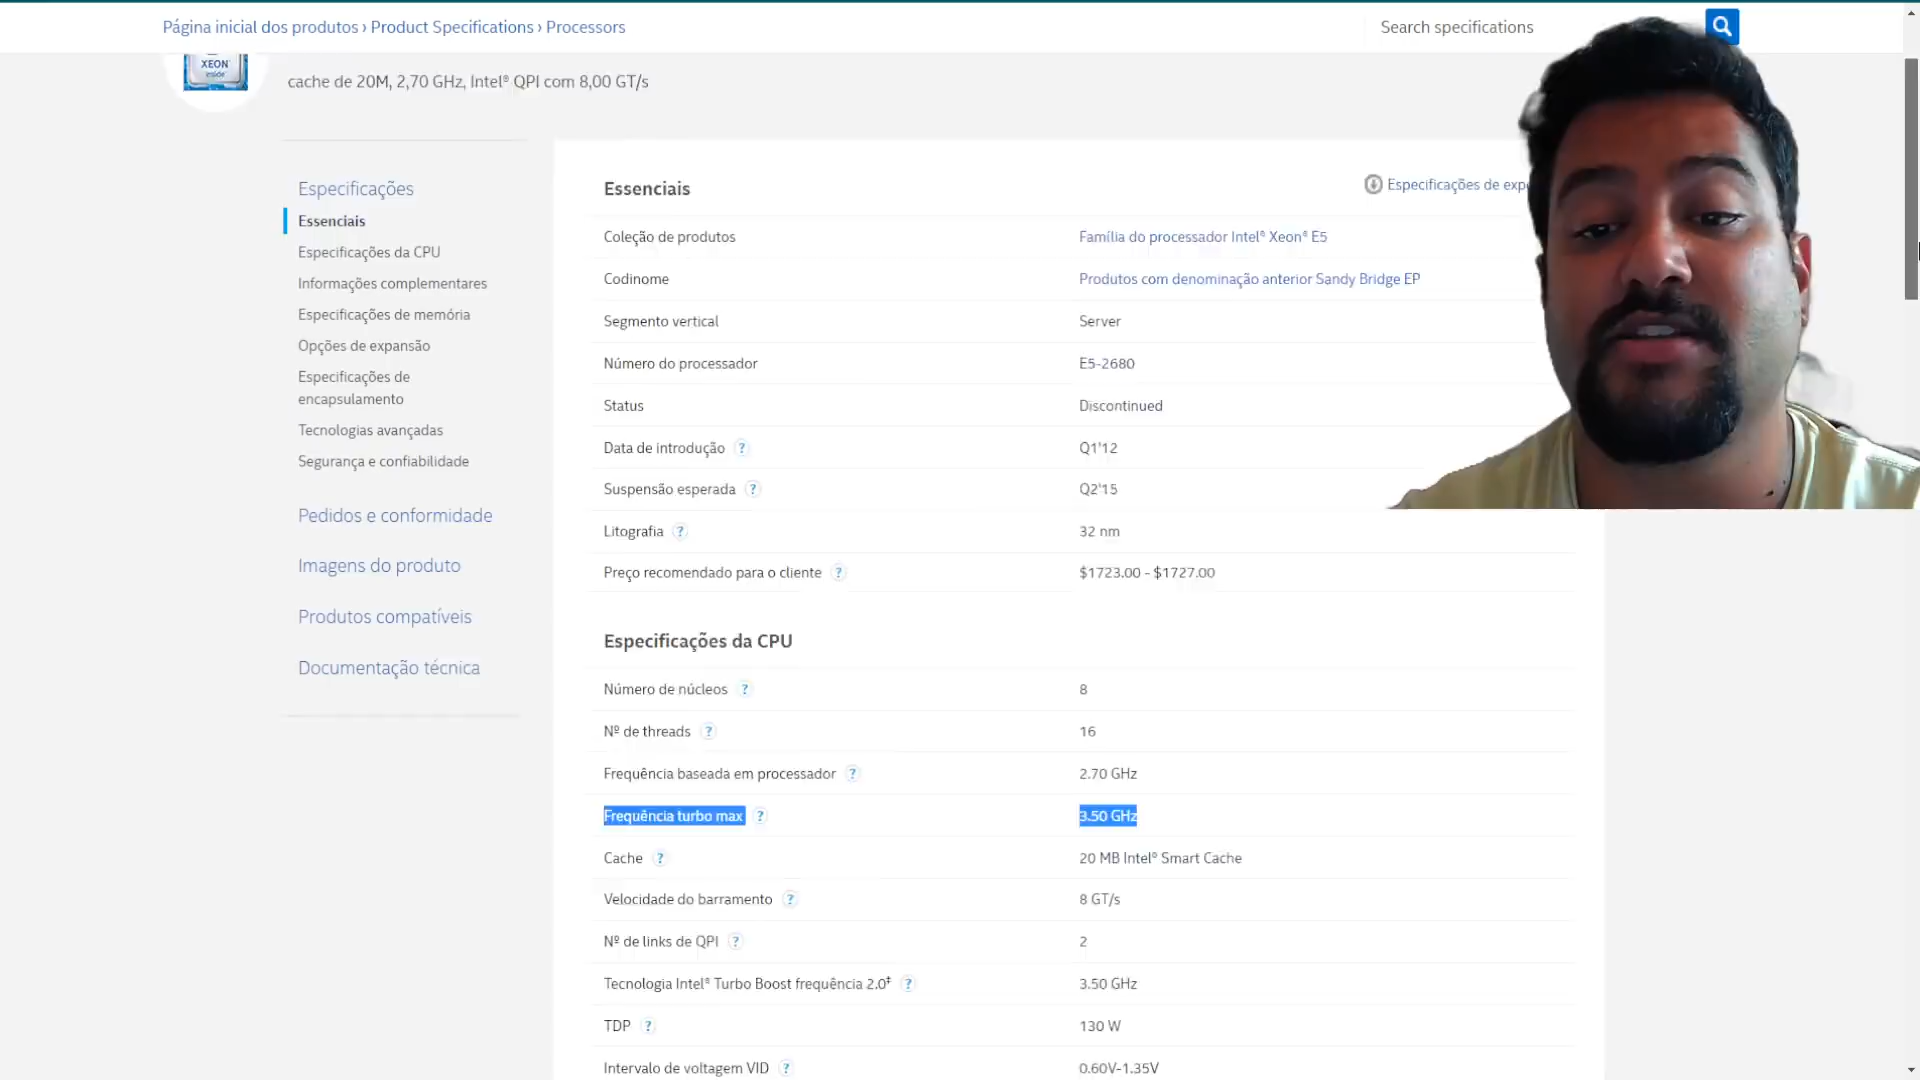 Página inicial dos produtos › Product Specifications › Processors
Search specifications
XEON
inside
cache de 20M, 2,70 GHz, Intel® QPI com 8,00 GT/s
Especificações
Essenciais
Especificações da CPU
Informações complementares
Especificações de memória
Opções de expansão
Especificações de
encapsulamento
Tecnologias avançadas
Segurança e confiabilidade
Pedidos e conformidade
Imagens do produto
Produtos compatíveis
Documentação técnica
Essenciais
Especificações de
Coleção de produtos Família do processador Intel® Xeon® E5
Codinome Produtos com denominação anterior Sandy Bridge EP
Segmento vertical Server
Número do processador E5-2680
Status Discontinued
Data de introdução ? Q1'12
Suspensão esperada ? Q2'15
Litografia ? 32 nm
Preço recomendado para o cliente ? $1723.00 - $1727.00
Especificações da CPU
Número de núcleos ? 8
Nº de threads ? 16
Frequência baseada em processador ? 2.70 GHz
Frequência turbo max ? 3.50 GHz
Cache ? 20 MB Intel® Smart Cache
Velocidade do barramento ? 8 GT/s
Nº de links de QPI ? 2
Tecnologia Intel® Turbo Boost frequência 2.0‡ ? 3.50 GHz
TDP ? 130 W
Intervalo de voltagem VID ? 0.60V-1.35V